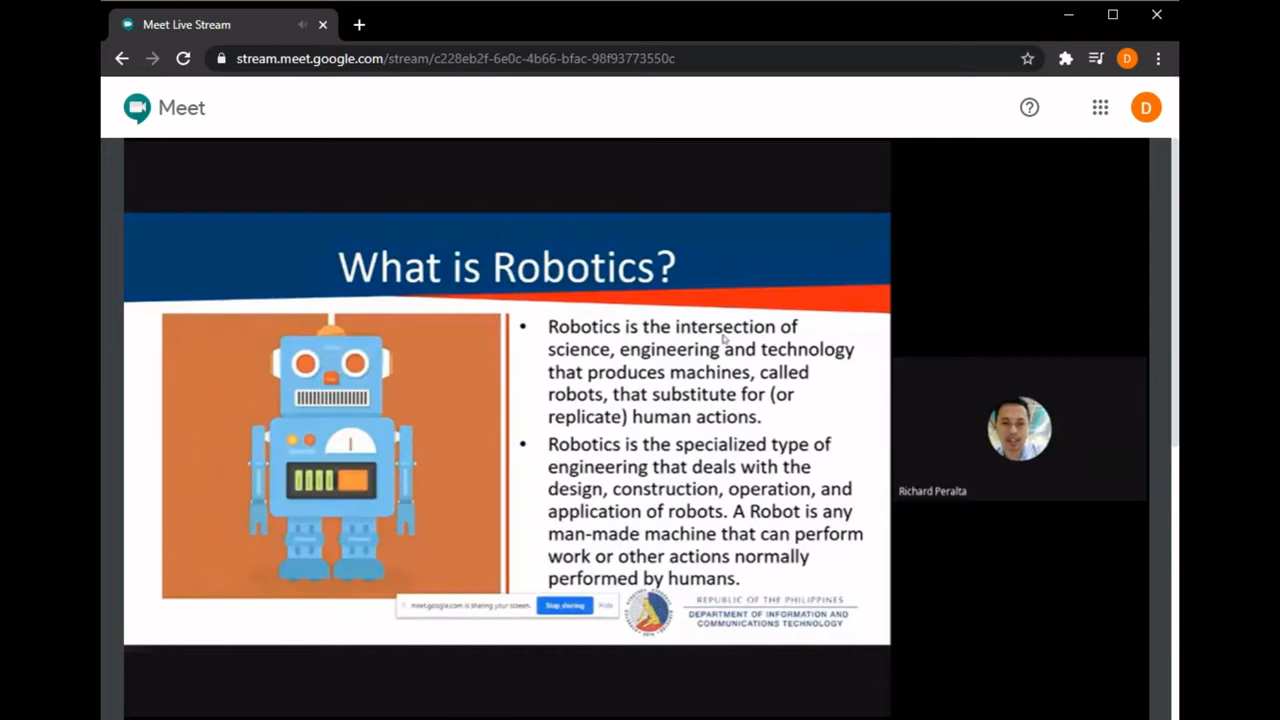 Meet Live Stream
stream.meet.google.com/stream/c228eb2f-6e0c-4b66-bfac-98f93773550c
D
Meet
D
What is Robotics?
• Robotics is the intersection of
science, engineering and technology
that produces machines, called
robots, that substitute for (or
replicate) human actions.
• Robotics is the specialized type of
engineering that deals with the
design, construction, operation, and
application of robots. A Robot is any
man-made machine that can perform
work or other actions normally
performed by humans.
Richard Peralta
meet.google.com is sharing your screen.
Stop sharing
Hide
REPUBLIC OF THE PHILIPPINES
DEPARTMENT OF INFORMATION AND
COMMUNICATIONS TECHNOLOGY